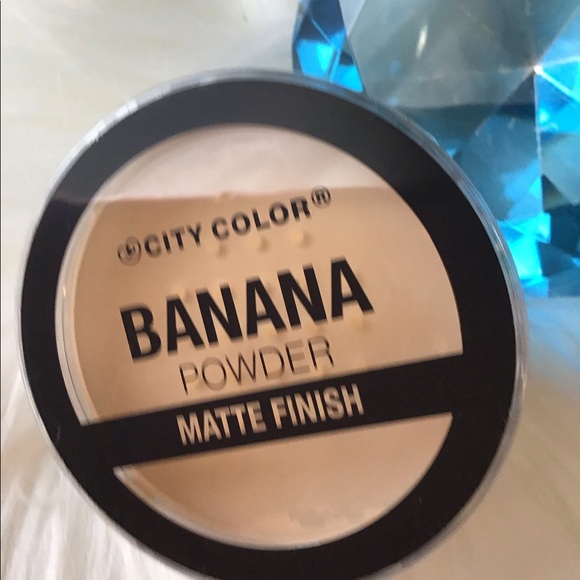 CITY COLOR®
BANANA
POWDER
MATTE FINISH